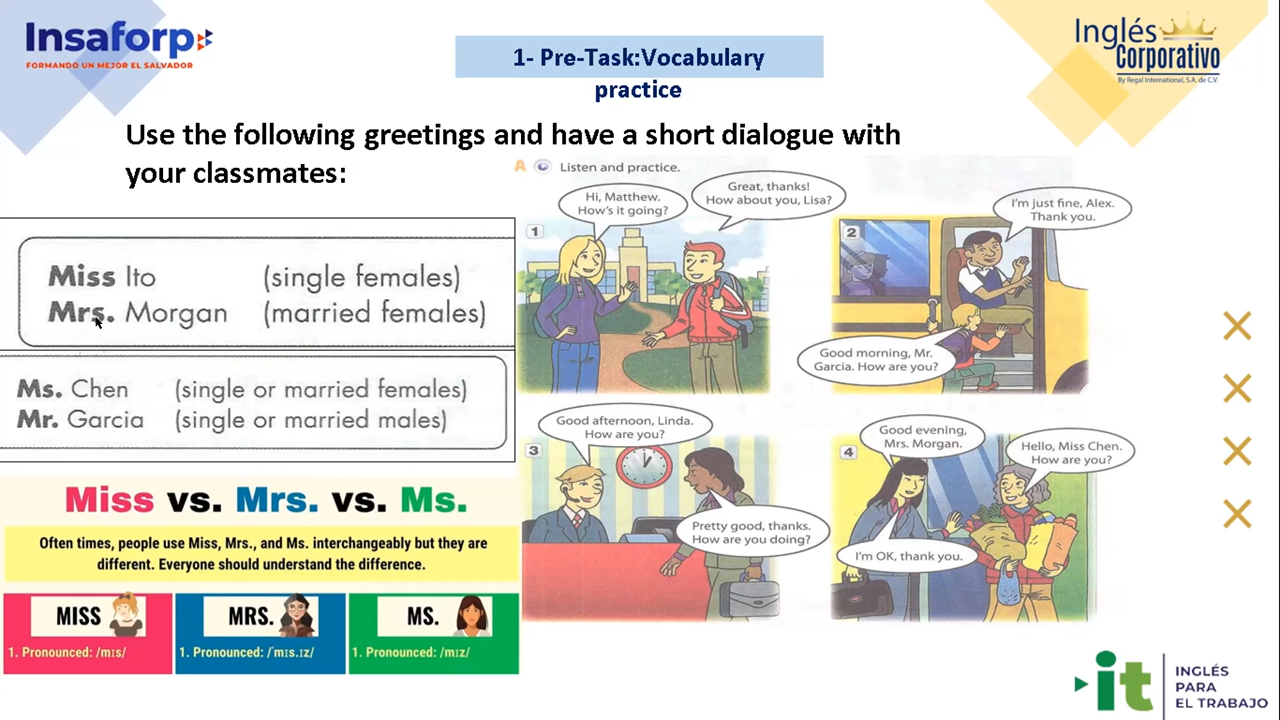 Insaforp
FORMANDO UN MEJOR EL SALVADOR
1- Pre-Task:Vocabulary
practice
Inglés
Corporativo
By Regal International, S.A. de C.V.
Use the following greetings and have a short dialogue with
your classmates:
Miss Ito (single females)
Mrs. Morgan (married females)
Ms. Chen (single or married females)
Mr. Garcia (single or married males)
Miss vs. Mrs. vs. Ms.
Often times, people use Miss, Mrs., and Ms. interchangeably but they are
different. Everyone should understand the difference.
MISS
1. Pronounced: /mɪs/
MRS.
1. Pronounced: /ˈmɪs.ɪz/
MS.
1. Pronounced: /mɪz/
A Listen and practice.
1
Hi, Matthew.
How's it going?
Great, thanks!
How about you, Lisa?
2
I'm just fine, Alex.
Thank you.
Good morning, Mr.
Garcia. How are you?
3
Good afternoon, Linda.
How are you?
Pretty good, thanks.
How are you doing?
4
Good evening,
Mrs. Morgan.
Hello, Miss Chen.
How are you?
I'm OK, thank you.
it
INGLÉS
PARA
EL TRABAJO